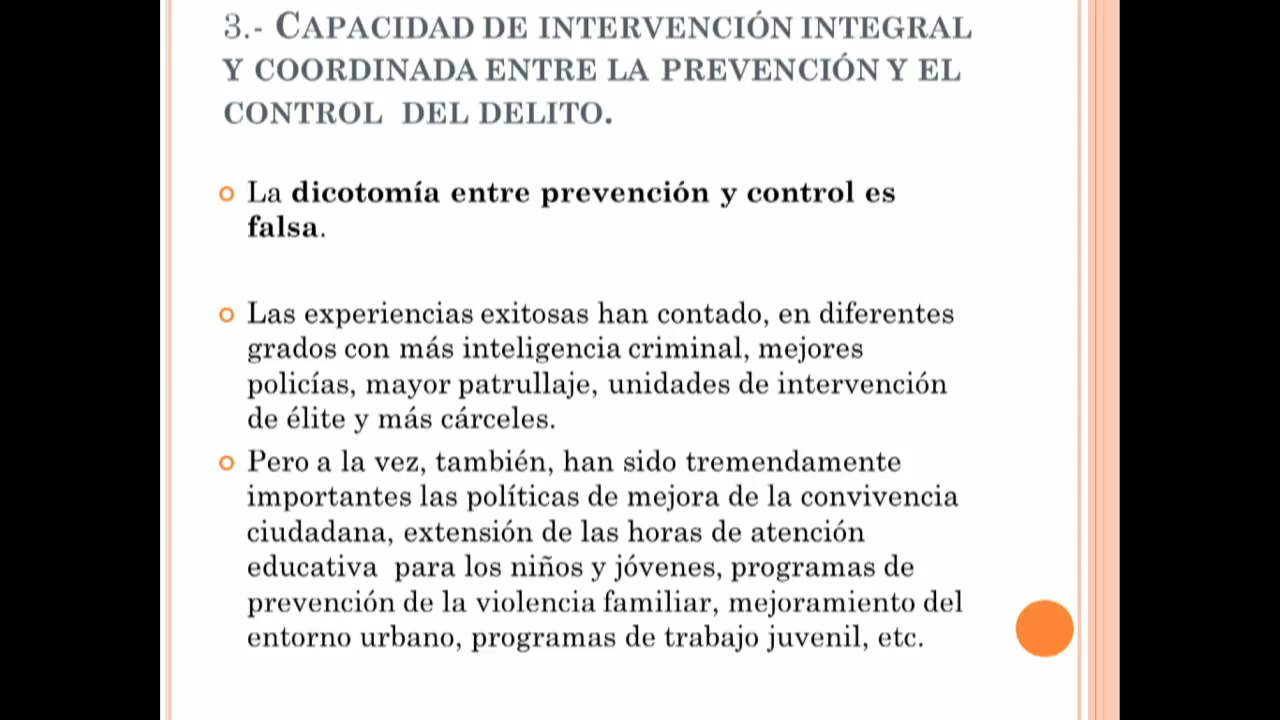 3.- CAPACIDAD DE INTERVENCIÓN INTEGRAL
Y COORDINADA ENTRE LA PREVENCIÓN Y EL
CONTROL DEL DELITO.
La dicotomía entre prevención y control es
falsa.
Las experiencias exitosas han contado, en diferentes
grados con más inteligencia criminal, mejores
policías, mayor patrullaje, unidades de intervención
de élite y más cárceles.
Pero a la vez, también, han sido tremendamente
importantes las políticas de mejora de la convivencia
ciudadana, extensión de las horas de atención
educativa para los niños y jóvenes, programas de
prevención de la violencia familiar, mejoramiento del
entorno urbano, programas de trabajo juvenil, etc.